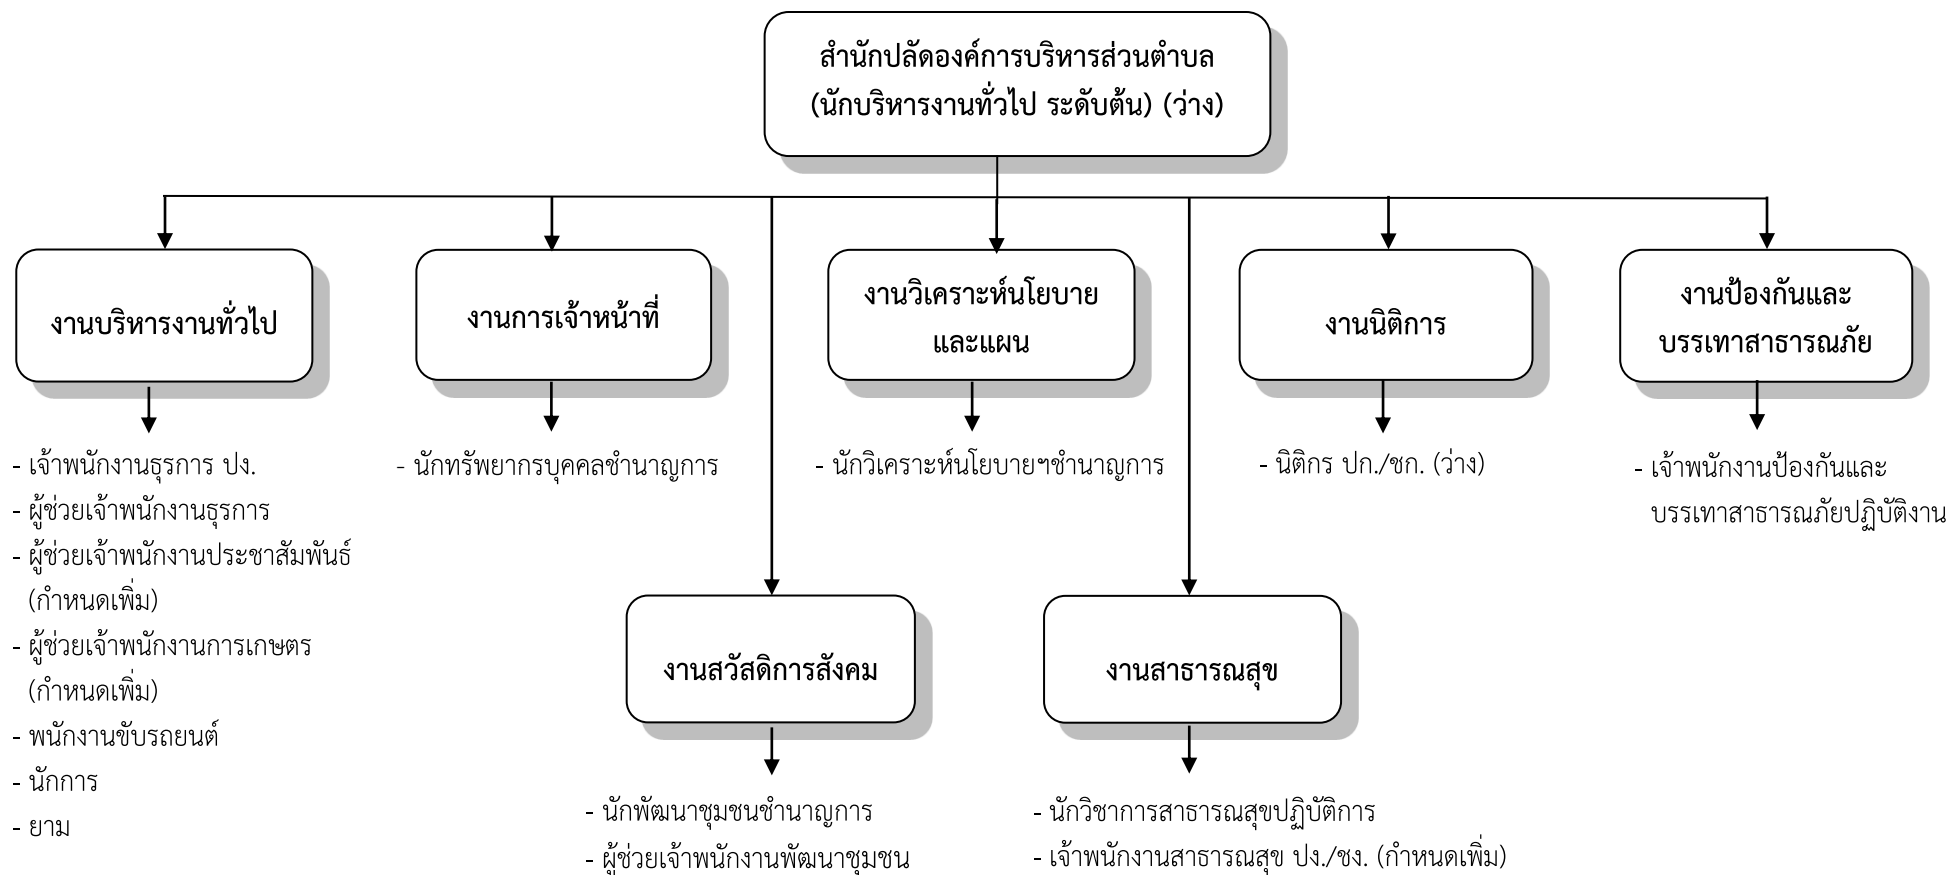 สำนักปลัดองค์การบริหารส่วนตำบล
(นักบริหารงานทั่วไป ระดับต้น) (ว่าง)
งานบริหารงานทั่วไป
งานการเจ้าหน้าที่
งานวิเคราะห์นโยบาย
และแผน
งานนิติการ
งานป้องกันและ
บรรเทาสาธารณภัย
- เจ้าพนักงานธุรการ ปง.
- ผู้ช่วยเจ้าพนักงานธุรการ
- ผู้ช่วยเจ้าพนักงานประชาสัมพันธ์
(กำหนดเพิ่ม)
- ผู้ช่วยเจ้าพนักงานการเกษตร
(กำหนดเพิ่ม)
- พนักงานขับรถยนต์
- นักการ
- ยาม
- นักทรัพยากรบุคคลชำนาญการ
- นักวิเคราะห์นโยบายฯชำนาญการ
- นิติกร ปก./ชก. (ว่าง)
- เจ้าพนักงานป้องกันและ
บรรเทาสาธารณภัยปฏิบัติงาน
งานสวัสดิการสังคม
งานสาธารณสุข
- นักพัฒนาชุมชนชำนาญการ
- ผู้ช่วยเจ้าพนักงานพัฒนาชุมชน
- นักวิชาการสาธารณสุขปฏิบัติการ
- เจ้าพนักงานสาธารณสุข ปง./ชง. (กำหนดเพิ่ม)